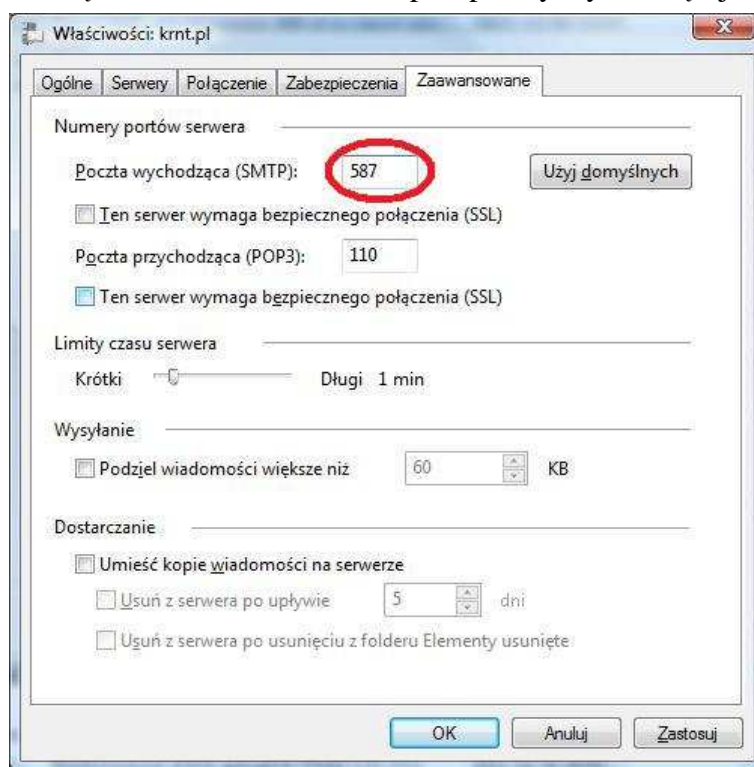 Właściwości: krnt.pl
Ogólne Serwery Połączenie Zabezpieczenia Zaawansowane
Numery portów serwera
Poczta wychodząca (SMTP): 587 Użyj domyślnych
Ten serwer wymaga bezpiecznego połączenia (SSL)
Poczta przychodząca (POP3): 110
Ten serwer wymaga bezpiecznego połączenia (SSL)
Limity czasu serwera
Krótki Długi 1 min
Wysyłanie
Podziel wiadomości większe niż 60 KB
Dostarczanie
Umieść kopie wiadomości na serwerze
Usuń z serwera po upływie 5 dni
Usuń z serwera po usunięciu z folderu Elementy usunięte
OK Anuluj Zastosuj